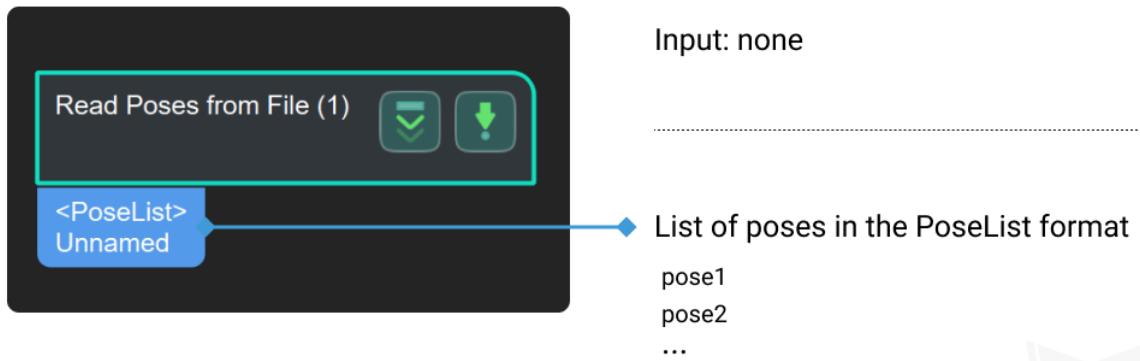 Input: none
Read Poses from File (1)
<PoseList>
Unnamed
List of poses in the PoseList format
pose1
pose2
...